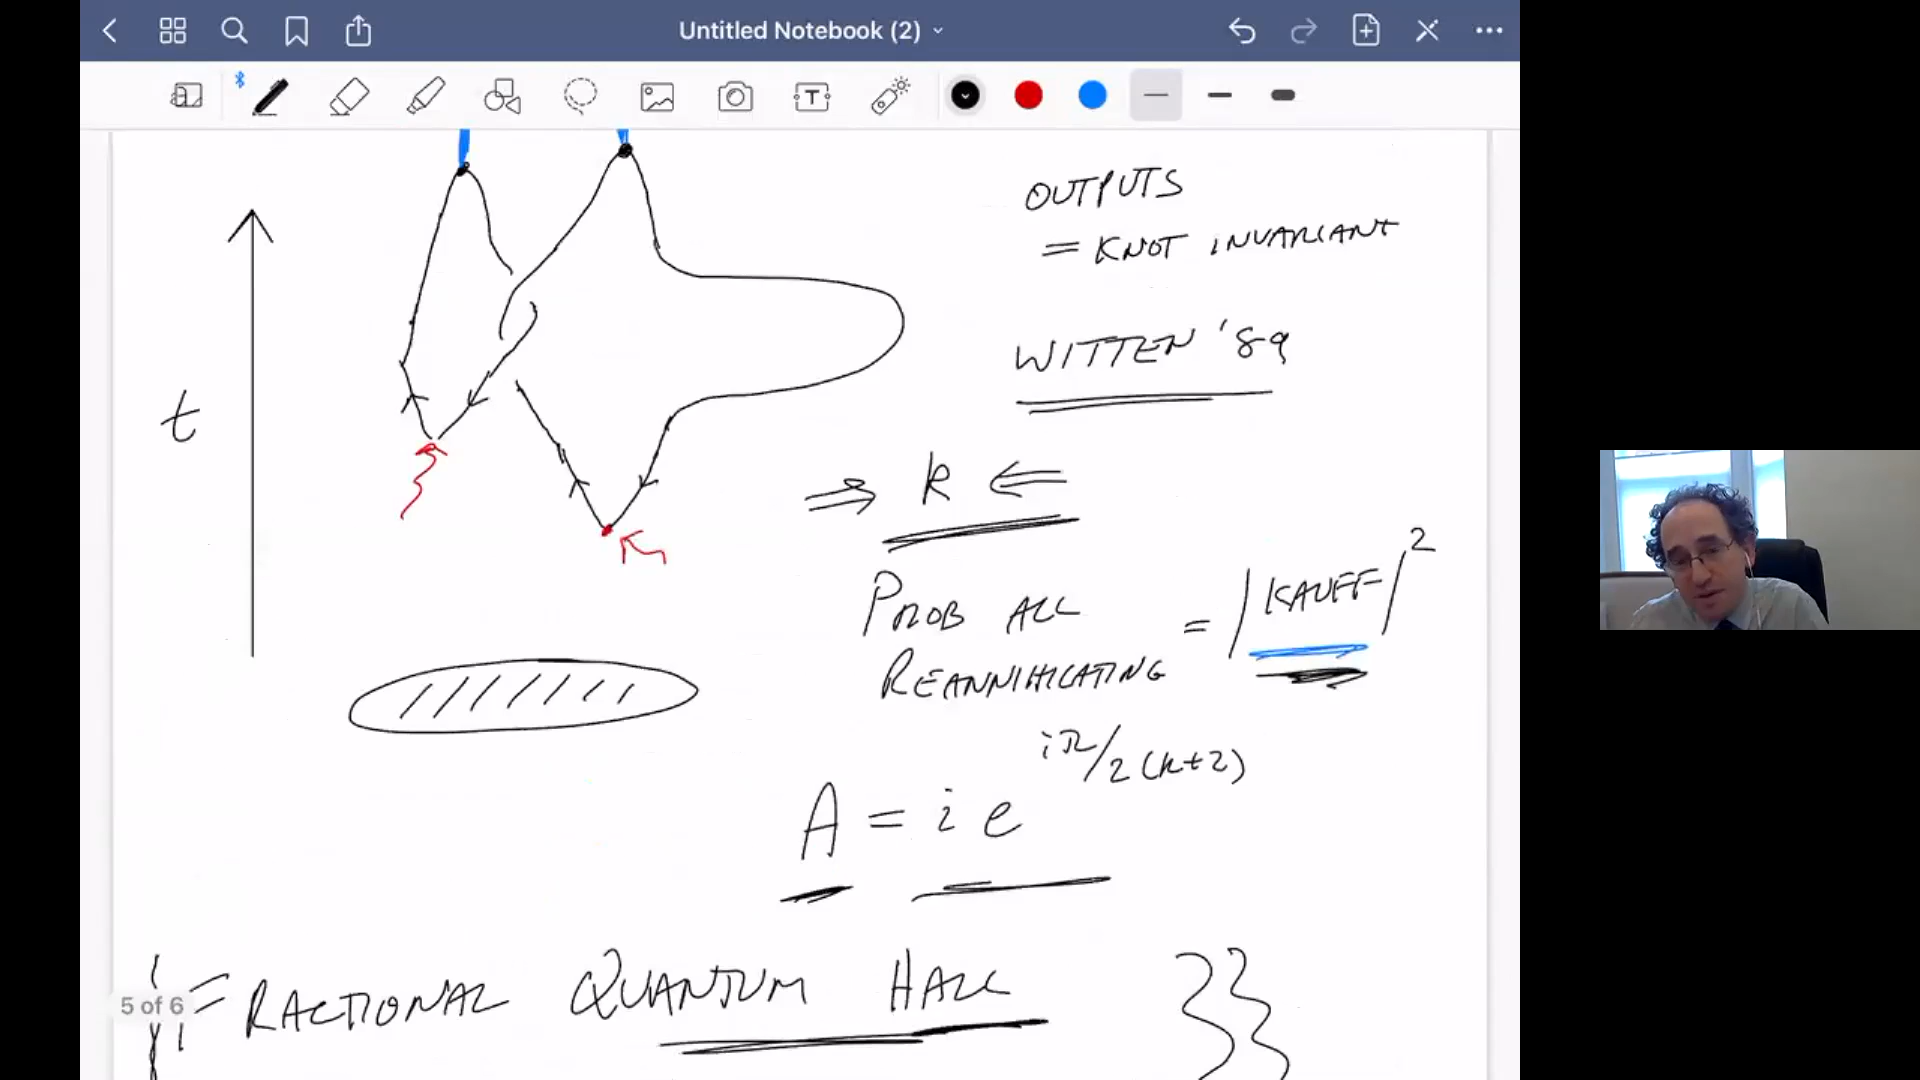 Untitled Notebook (2)
T
OUTPUTS
= KNOT INVARIANT
WITTEN '89
t
⇒ k ⇐
PROB ALL
REANNIHILATING
= |KAUFF|²
A = i e^{iπ/2(k+2)}
FRACTIONAL QUANTUM HALL
5 of 6